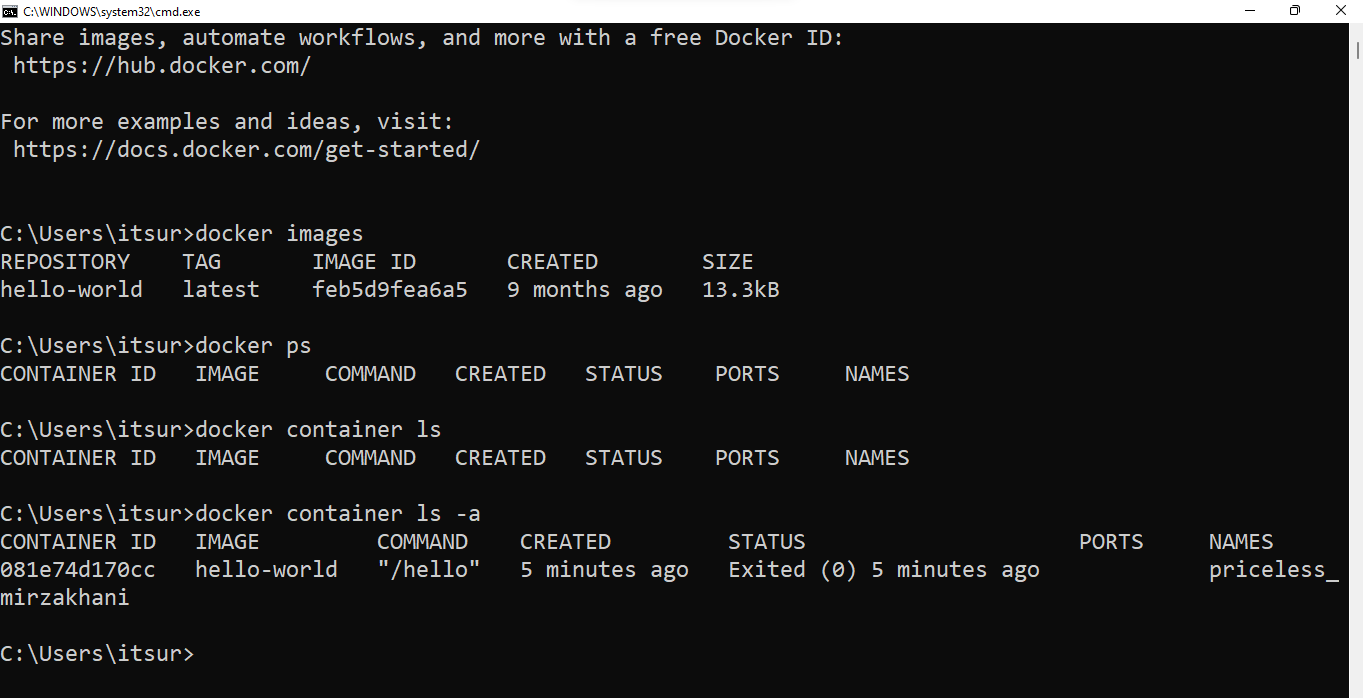 C:\WINDOWS\system32\cmd.exe
Share images, automate workflows, and more with a free Docker ID:
 https://hub.docker.com/
For more examples and ideas, visit:
 https://docs.docker.com/get-started/
C:\Users\itsur>docker images
REPOSITORY    TAG       IMAGE ID       CREATED        SIZE
hello-world   latest    feb5d9fea6a5   9 months ago   13.3kB
C:\Users\itsur>docker ps
CONTAINER ID   IMAGE     COMMAND   CREATED   STATUS    PORTS     NAMES
C:\Users\itsur>docker container ls
CONTAINER ID   IMAGE     COMMAND   CREATED   STATUS    PORTS     NAMES
C:\Users\itsur>docker container ls -a
CONTAINER ID   IMAGE         COMMAND    CREATED         STATUS                     PORTS     NAMES
081e74d170cc   hello-world   "/hello"   5 minutes ago   Exited (0) 5 minutes ago             priceless_
mirzakhani
C:\Users\itsur>